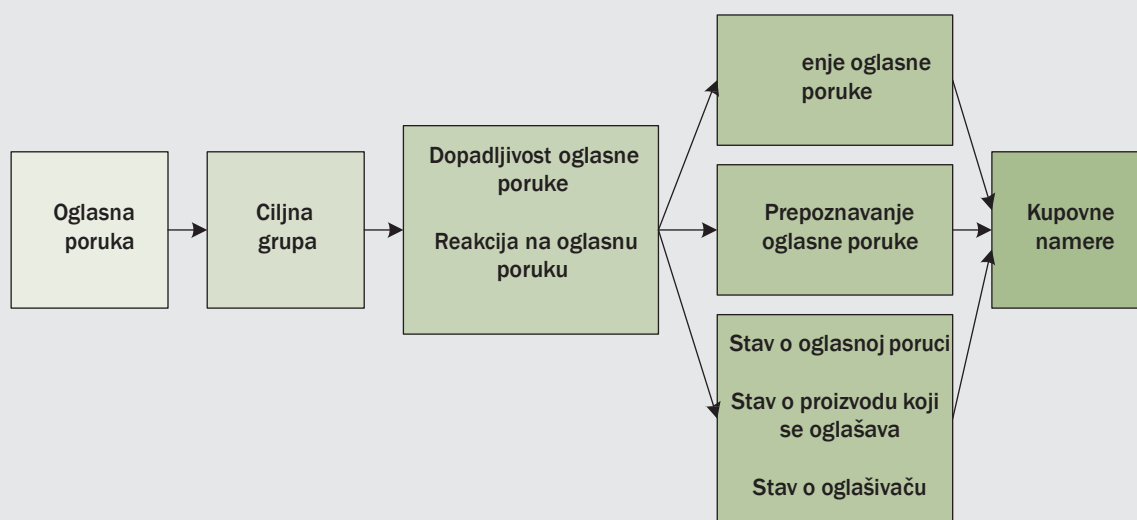 Oglasna
poruka
Ciljna
grupa
Dopadljivost oglasne
poruke
Reakcija na oglasnu
poruku
enje oglasne
poruke
Prepoznavanje
oglasne poruke
Stav o oglasnoj poruci
Stav o proizvodu koji
se oglašava
Stav o oglašivaču
Kupovne
namere